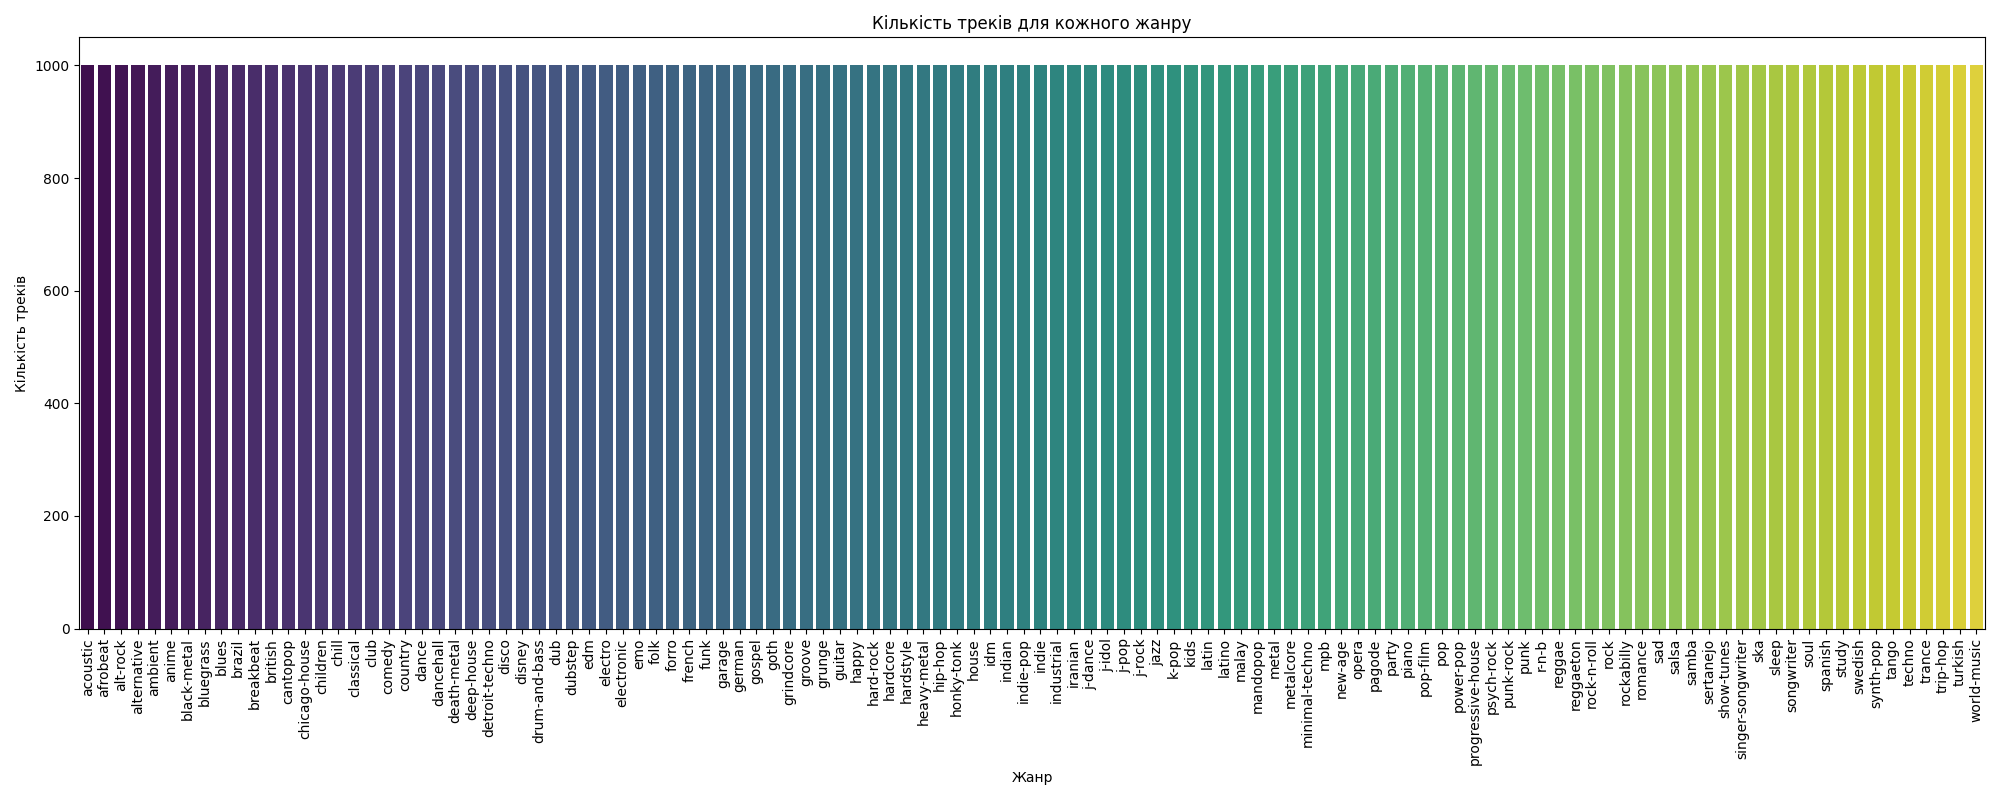 Кількість треків для кожного жанру
Кількість треків
1000
800
600
400
200
0
acoustic
afrobeat
alt-rock
alternative
ambient
anime
black-metal
bluegrass
blues
brazil
breakbeat
british
cantopop
chicago-house
children
chill
classical
club
comedy
country
dance
dancehall
death-metal
deep-house
detroit-techno
disco
disney
drum-and-bass
dub
dubstep
edm
electro
electronic
emo
folk
forro
french
funk
garage
german
gospel
goth
grindcore
groove
grunge
guitar
happy
hard-rock
hardcore
hardstyle
heavy-metal
hip-hop
honky-tonk
house
idm
indian
indie-pop
indie
industrial
iranian
j-dance
j-idol
j-pop
j-rock
jazz
k-pop
kids
latin
latino
malay
mandopop
metal
metalcore
minimal-techno
mpb
new-age
opera
pagode
party
piano
pop-film
pop
power-pop
progressive-house
psych-rock
punk-rock
punk
r-n-b
reggae
reggaeton
rock-n-roll
rock
rockabilly
romance
sad
salsa
samba
sertanejo
show-tunes
singer-songwriter
ska
sleep
songwriter
soul
spanish
study
swedish
synth-pop
tango
techno
trance
trip-hop
turkish
world-music
Жанр